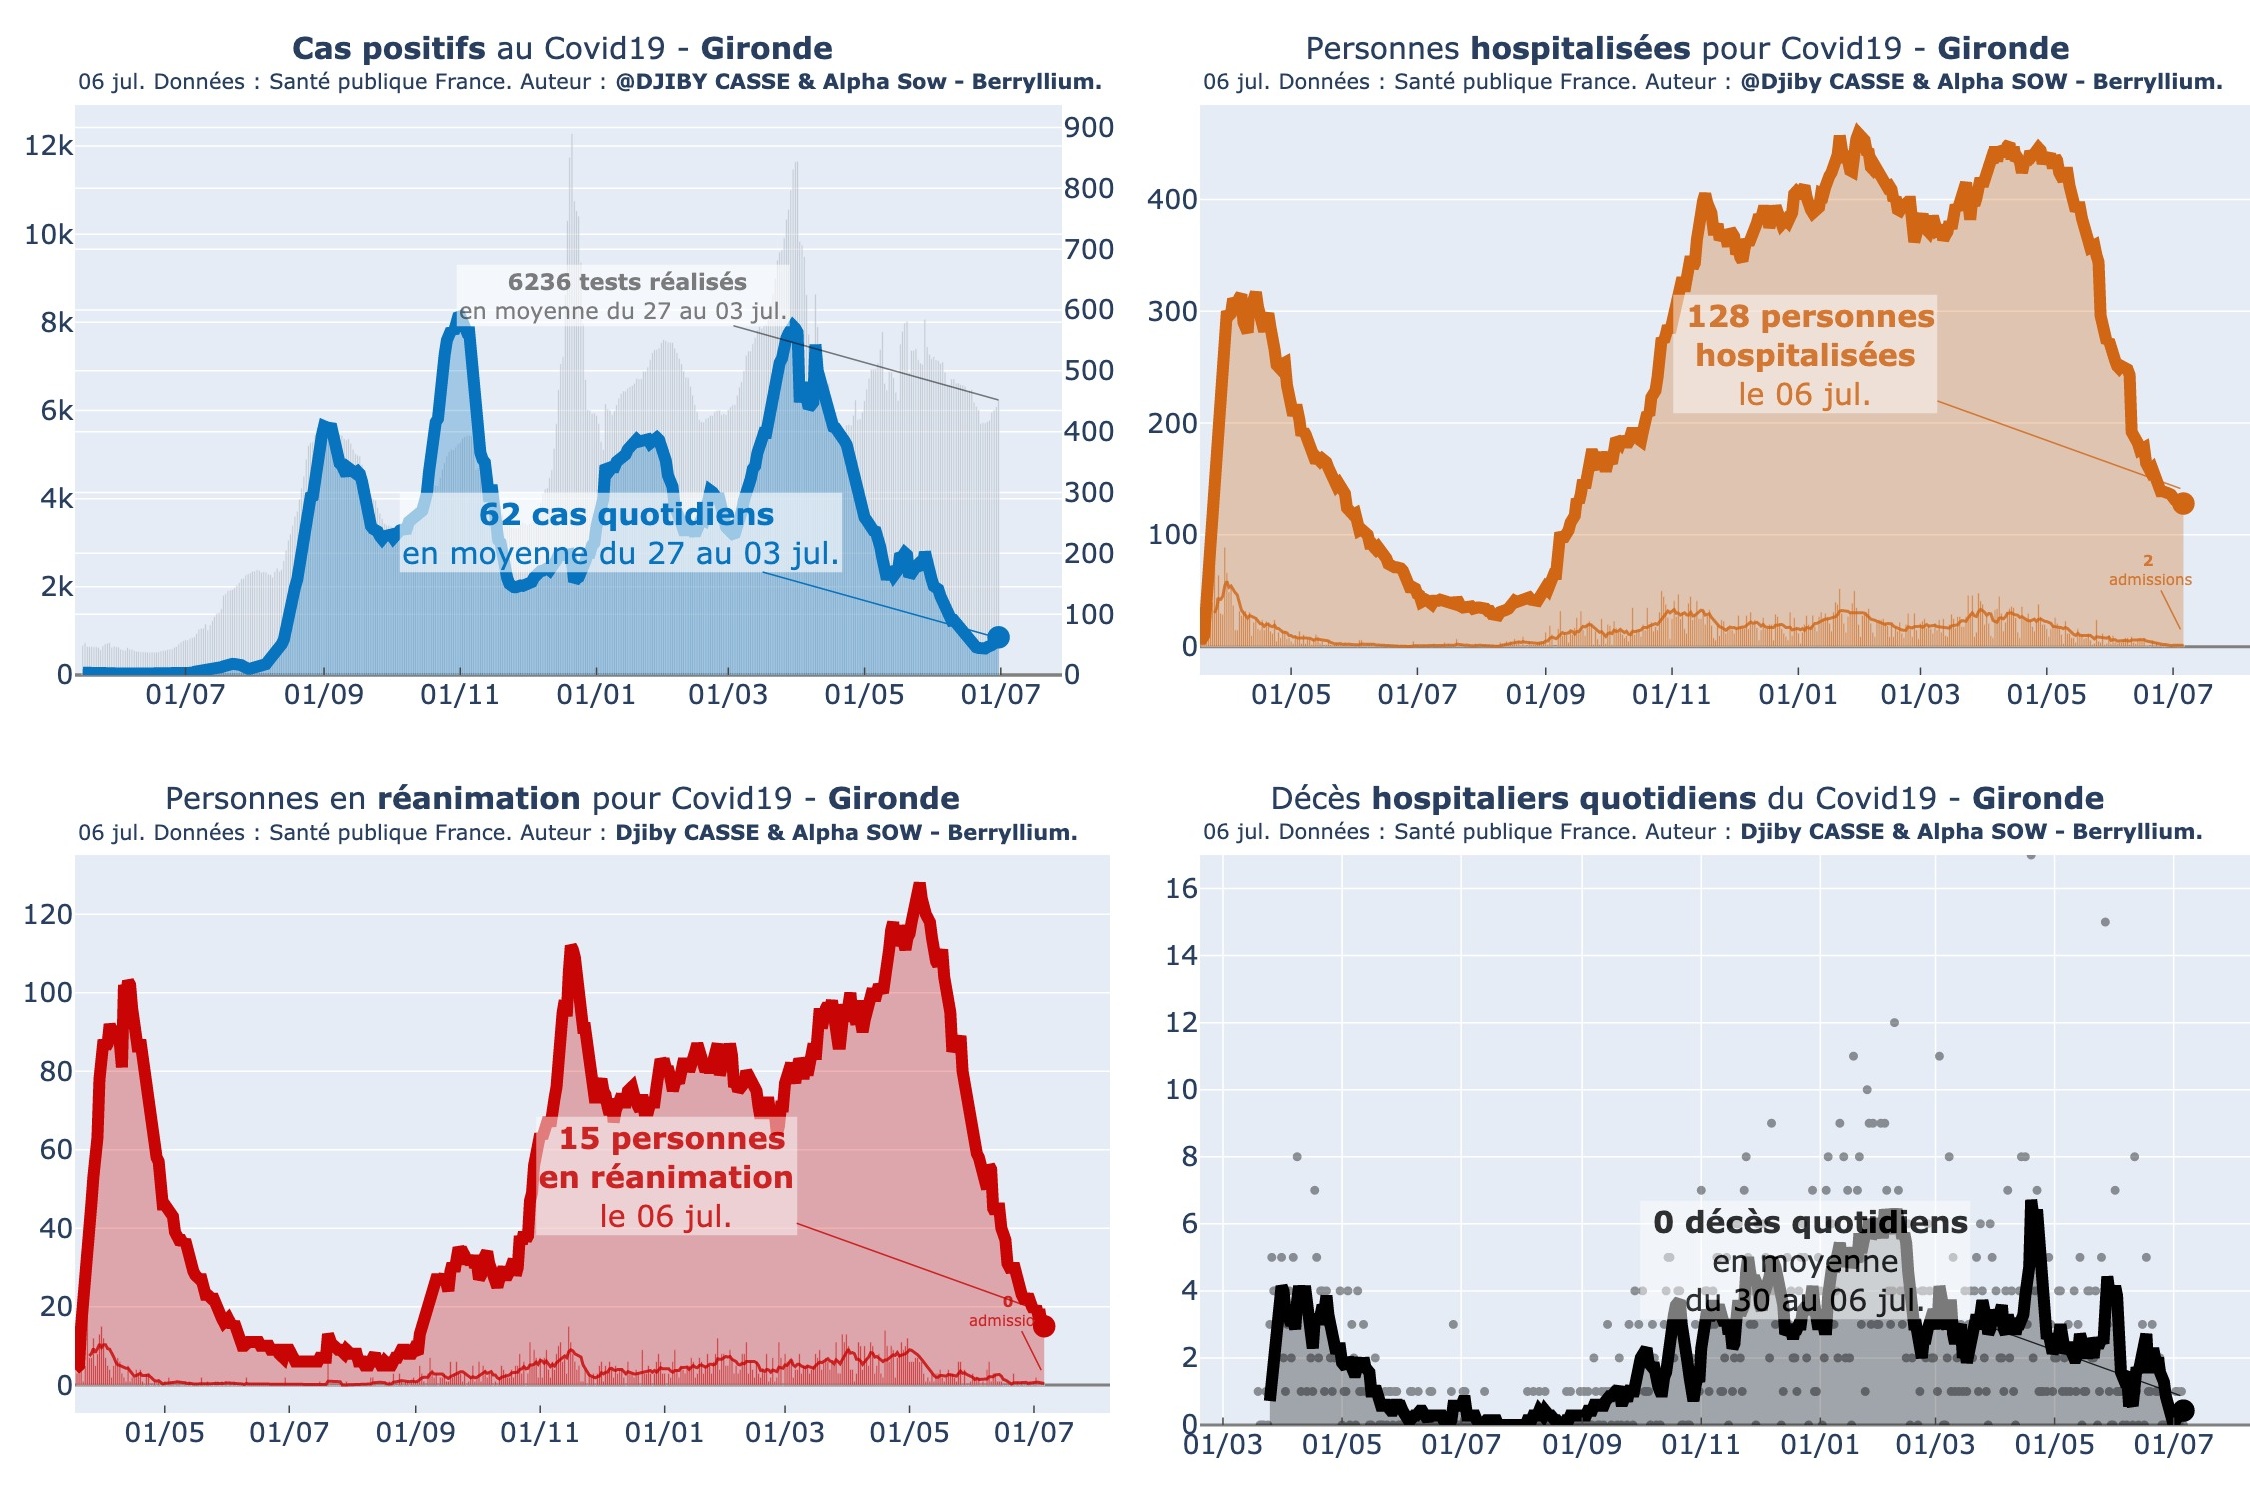 Cas positifs au Covid19 - Gironde
06 jul. Données : Santé publique France. Auteur : @DJIBY CASSE & Alpha Sow - Berryllium.
12k
10k
8k
6k
4k
2k
0
900
800
700
600
500
400
300
200
100
0
6236 tests réalisés
en moyenne du 27 au 03 jul.
62 cas quotidiens
en moyenne du 27 au 03 jul.
01/07 01/09 01/11 01/01 01/03 01/05 01/07
Personnes hospitalisées pour Covid19 - Gironde
06 jul. Données : Santé publique France. Auteur : @Djiby CASSE & Alpha SOW - Berryllium.
400
300
200
100
0
128 personnes
hospitalisées
le 06 jul.
2
admissions
01/05 01/07 01/09 01/11 01/01 01/03 01/05 01/07
Personnes en réanimation pour Covid19 - Gironde
06 jul. Données : Santé publique France. Auteur : Djiby CASSE & Alpha SOW - Berryllium.
120
100
80
60
40
20
0
15 personnes
en réanimation
le 06 jul.
0
admissio
01/05 01/07 01/09 01/11 01/01 01/03 01/05 01/07
Décès hospitaliers quotidiens du Covid19 - Gironde
06 jul. Données : Santé publique France. Auteur : Djiby CASSE & Alpha SOW - Berryllium.
16
14
12
10
8
6
4
2
0
0 décès quotidiens
en moyenne
du 30 au 06 jul.
01/03 01/05 01/07 01/09 01/11 01/01 01/03 01/05 01/07